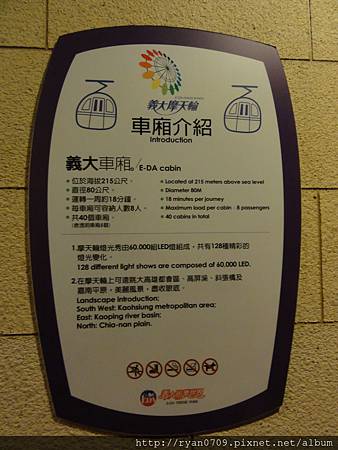 義大摩天輪
車廂介紹
Introduction
義大車廂/E-DA cabin
●位於海拔215公尺。
●直徑80公尺。
●運轉一周約18分鐘。
●每車廂可容納人數8人。
●共40個車廂。
● Located at 215 meters above sea level
● Diameter 80M
● 18 minutes per journey
● Maximum load per cabin : 8 passengers
● 40 cabins in total
1.摩天輪燈光秀由60.000組LED燈組成，共有128種精彩的
燈光變化。
128 different light shows are composed of 60.000 LED.
2.在摩天輪上可遠眺大高雄都會區、高屏溪、斜張橋及
嘉南平原，美麗風景，盡收眼底。
Landscape introduction;
South West: Kaohsiung metropolitan area;
East: Kaoping river basin;
North: Chia-nan plain.
http://ryan0709.pixnet.net/album